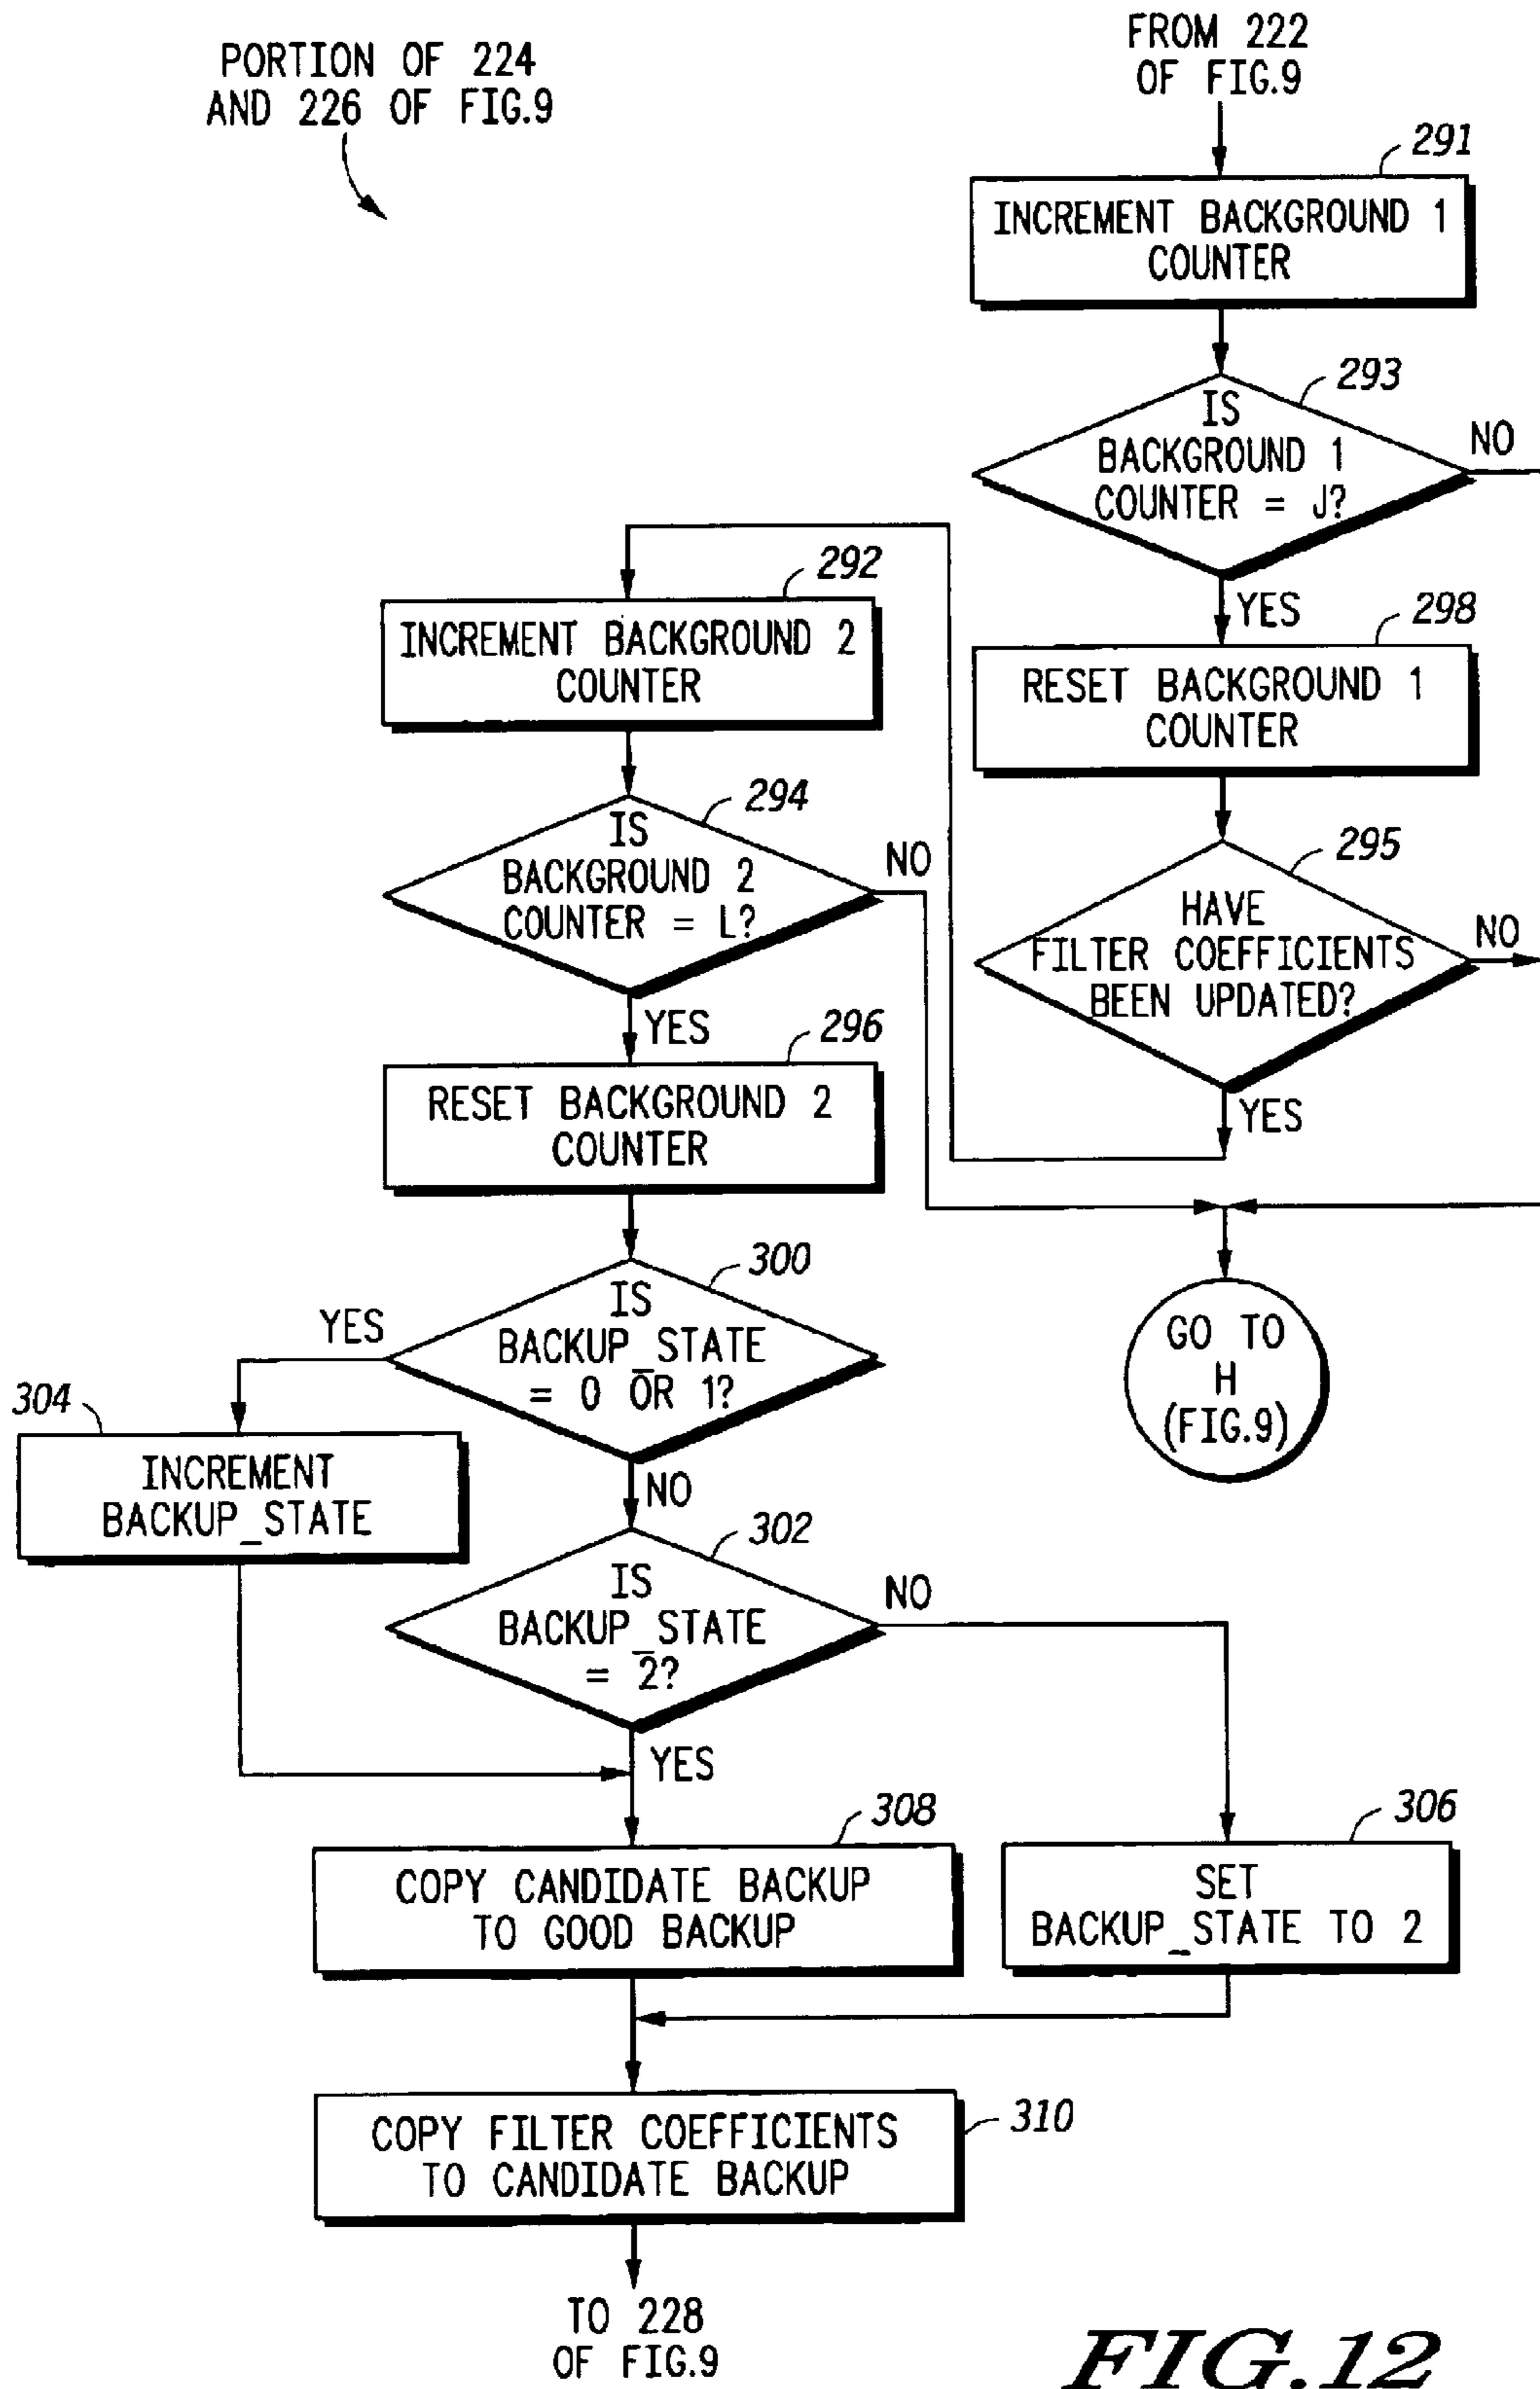 PORTION OF 224
AND 226 OF FIG.9
FROM 222
OF FIG.9
291
INCREMENT BACKGROUND 1
COUNTER
293
IS
BACKGROUND 1
COUNTER = J?
NO
YES
298
RESET BACKGROUND 1
COUNTER
295
HAVE
FILTER COEFFICIENTS
BEEN UPDATED?
NO
YES
292
INCREMENT BACKGROUND 2
COUNTER
294
IS
BACKGROUND 2
COUNTER = L?
NO
YES
296
RESET BACKGROUND 2
COUNTER
GO TO
H
(FIG.9)
300
IS
BACKUP_STATE
= 0 OR 1?
YES
NO
304
INCREMENT
BACKUP_STATE
302
IS
BACKUP_STATE
= 2?
NO
YES
308
COPY CANDIDATE BACKUP
TO GOOD BACKUP
306
SET
BACKUP_STATE TO 2
310
COPY FILTER COEFFICIENTS
TO CANDIDATE BACKUP
TO 228
OF FIG.9
FIG.12